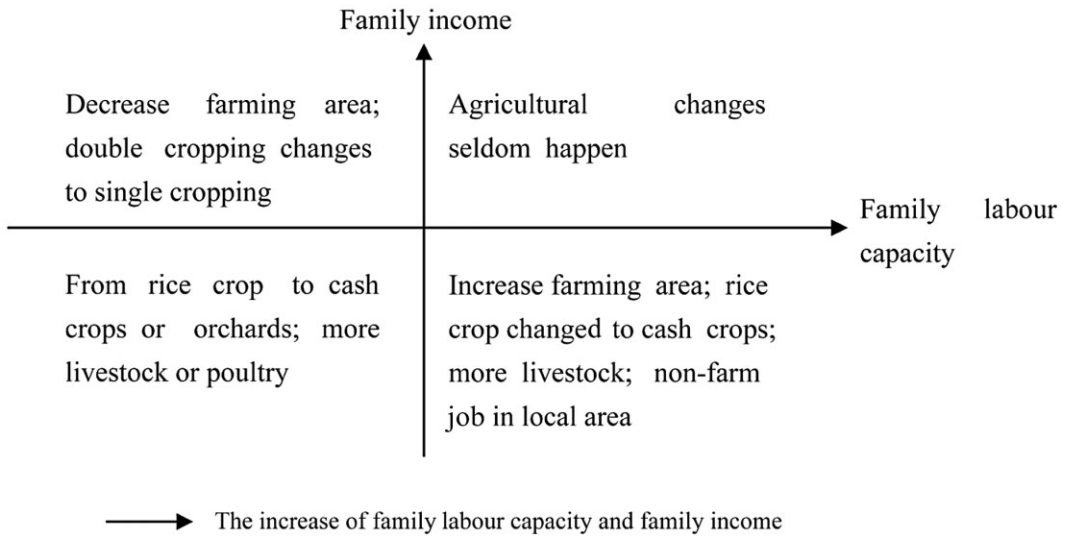 Family income
Decrease farming area;
double cropping changes
to single cropping
Agricultural changes
seldom happen
Family labour
capacity
From rice crop to cash
crops or orchards; more
livestock or poultry
Increase farming area; rice
crop changed to cash crops;
more livestock; non-farm
job in local area
The increase of family labour capacity and family income